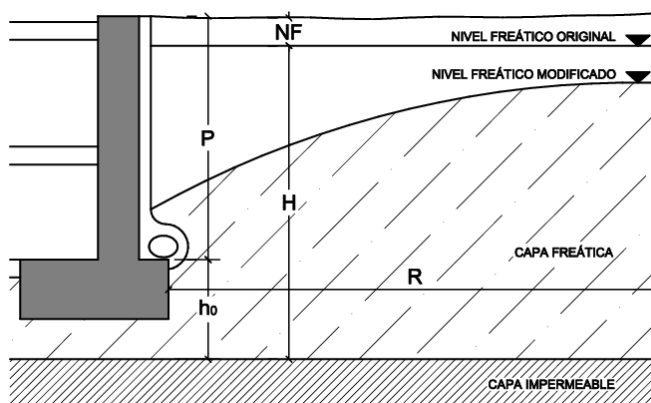 NF
NIVEL FREÁTICO ORIGINAL
NIVEL FREÁTICO MODIFICADO
P
H
CAPA FREÁTICA
R
h₀
CAPA IMPERMEABLE